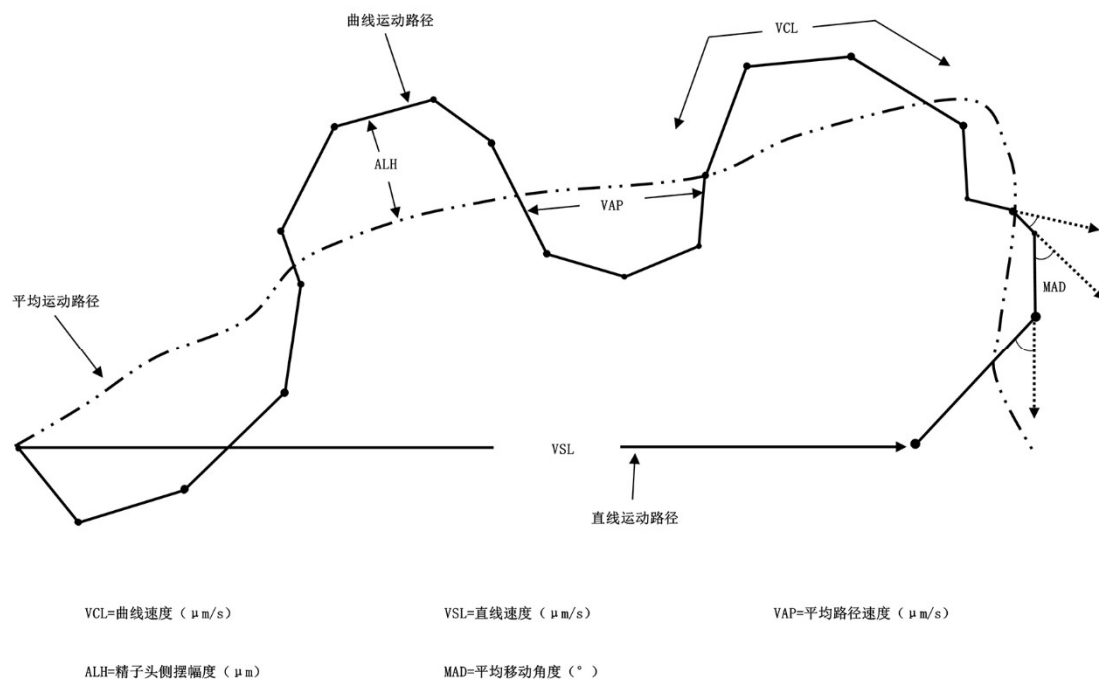 曲线运动路径
VCL
ALH
VAP
平均运动路径
MAD
VSL
直线运动路径
VCL=曲线速度（μm/s）
VSL=直线速度（μm/s）
VAP=平均路径速度（μm/s）
ALH=精子头侧摆幅度（μm）
MAD=平均移动角度（°）